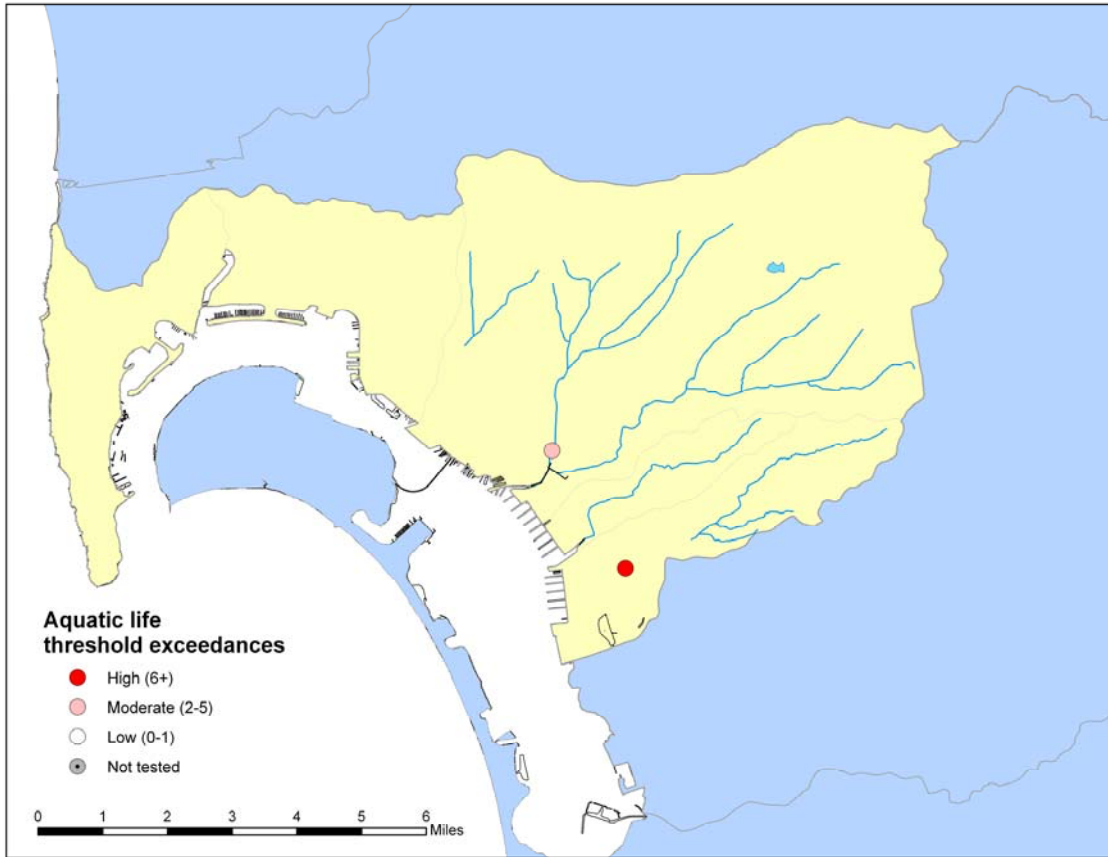 Aquatic life
threshold exceedances
High (6+)
Moderate (2-5)
Low (0-1)
Not tested
0 1 2 3 4 5 6
Miles